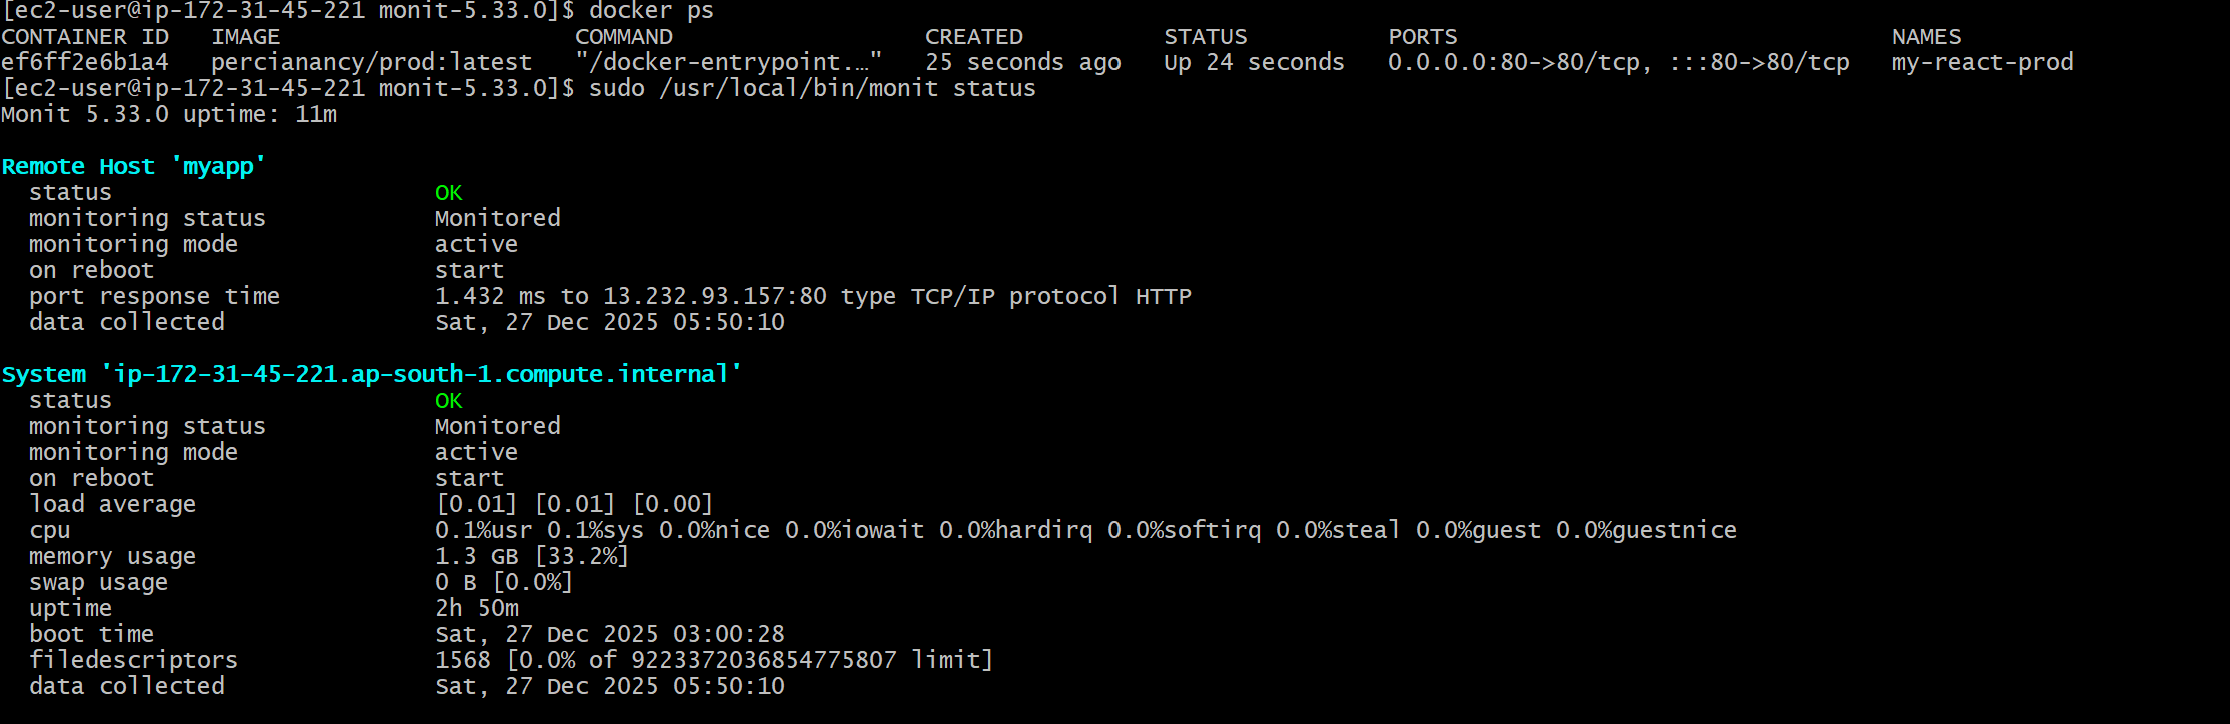 [ec2-user@ip-172-31-45-221 monit-5.33.0]$ docker ps
CONTAINER ID   IMAGE                     COMMAND                  CREATED          STATUS          PORTS                               NAMES
ef6ff2e6b1a4   percianancy/prod:latest   "/docker-entrypoint.…"   25 seconds ago   Up 24 seconds   0.0.0.0:80->80/tcp, :::80->80/tcp   my-react-prod
[ec2-user@ip-172-31-45-221 monit-5.33.0]$ sudo /usr/local/bin/monit status
Monit 5.33.0 uptime: 11m
Remote Host 'myapp'
  status                       OK
  monitoring status            Monitored
  monitoring mode              active
  on reboot                    start
  port response time           1.432 ms to 13.232.93.157:80 type TCP/IP protocol HTTP
  data collected               Sat, 27 Dec 2025 05:50:10
System 'ip-172-31-45-221.ap-south-1.compute.internal'
  status                       OK
  monitoring status            Monitored
  monitoring mode              active
  on reboot                    start
  load average                 [0.01] [0.01] [0.00]
  cpu                          0.1%usr 0.1%sys 0.0%nice 0.0%iowait 0.0%hardirq 0.0%softirq 0.0%steal 0.0%guest 0.0%guestnice
  memory usage                 1.3 GB [33.2%]
  swap usage                   0 B [0.0%]
  uptime                       2h 50m
  boot time                    Sat, 27 Dec 2025 03:00:28
  filedescriptors              1568 [0.0% of 9223372036854775807 limit]
  data collected               Sat, 27 Dec 2025 05:50:10